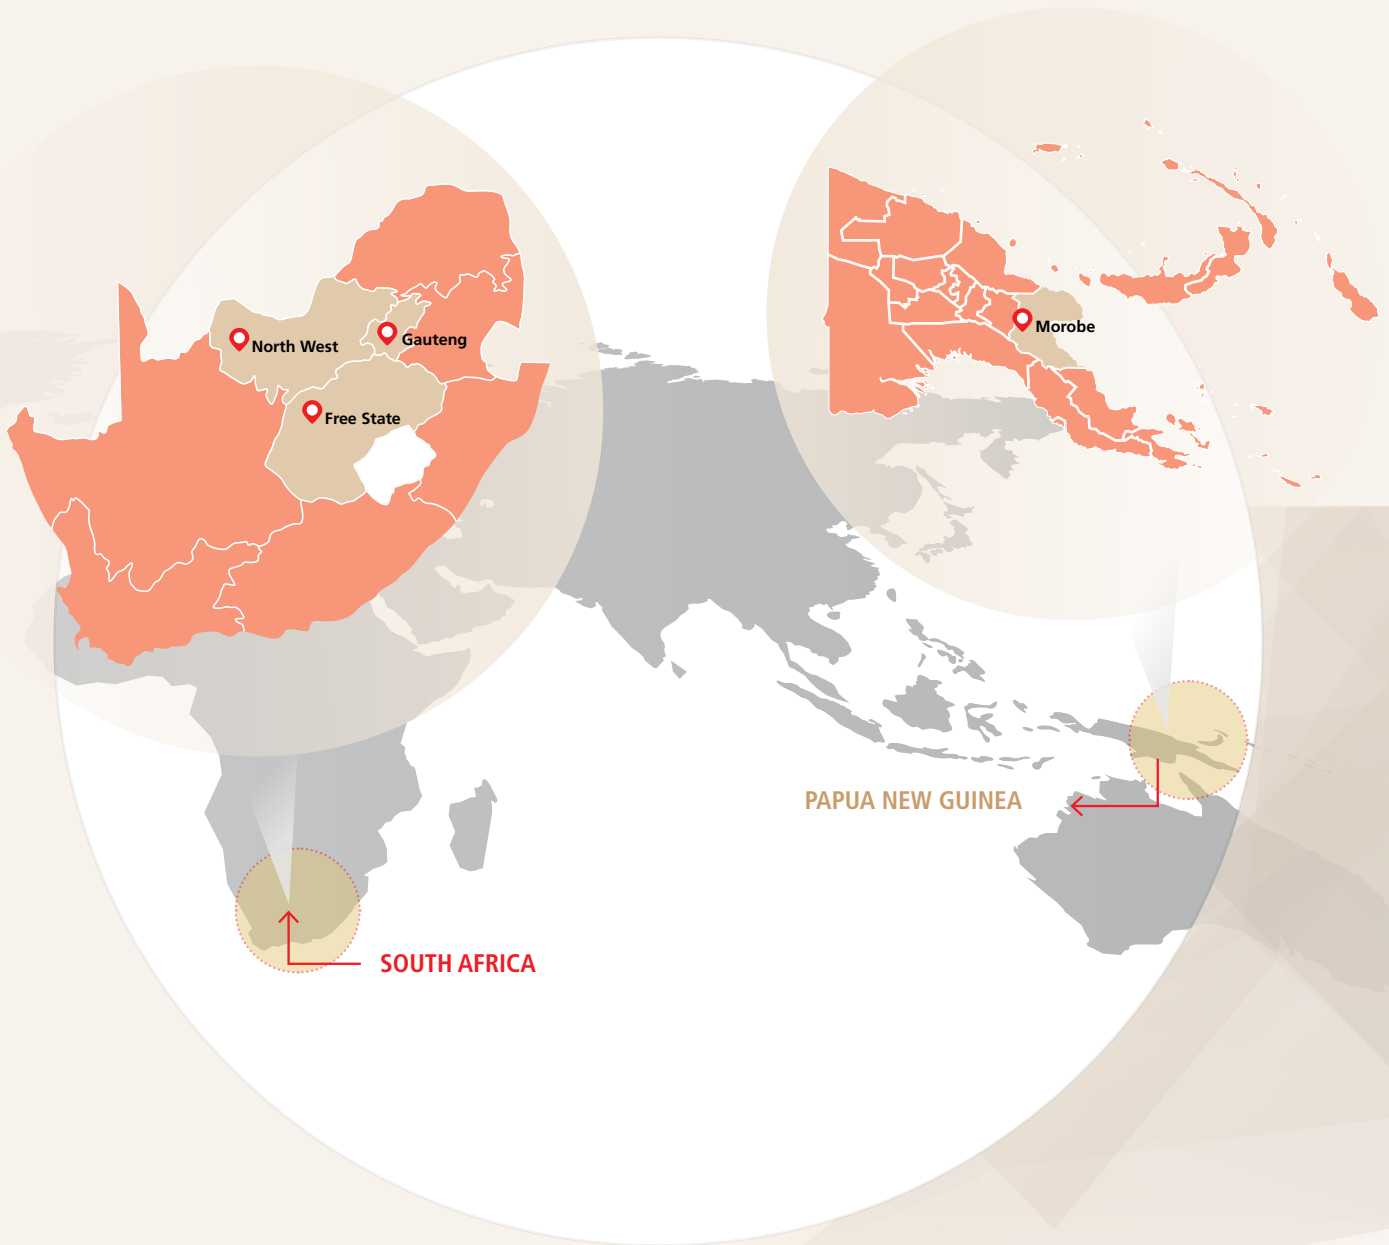 North West
Gauteng
Free State
Morobe
PAPUA NEW GUINEA
SOUTH AFRICA